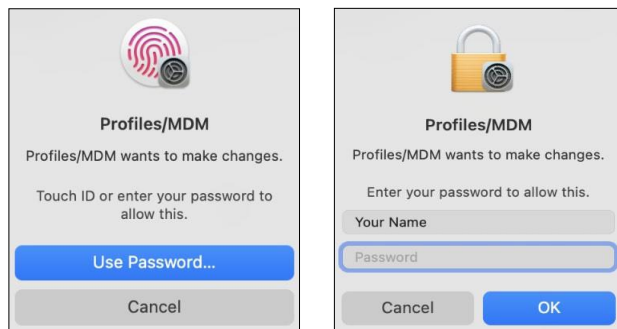 Profiles/MDM
Profiles/MDM wants to make changes.
Touch ID or enter your password to
allow this.
Use Password...
Cancel
Profiles/MDM
Profiles/MDM wants to make changes.
Enter your password to allow this.
Your Name
Password
Cancel OK